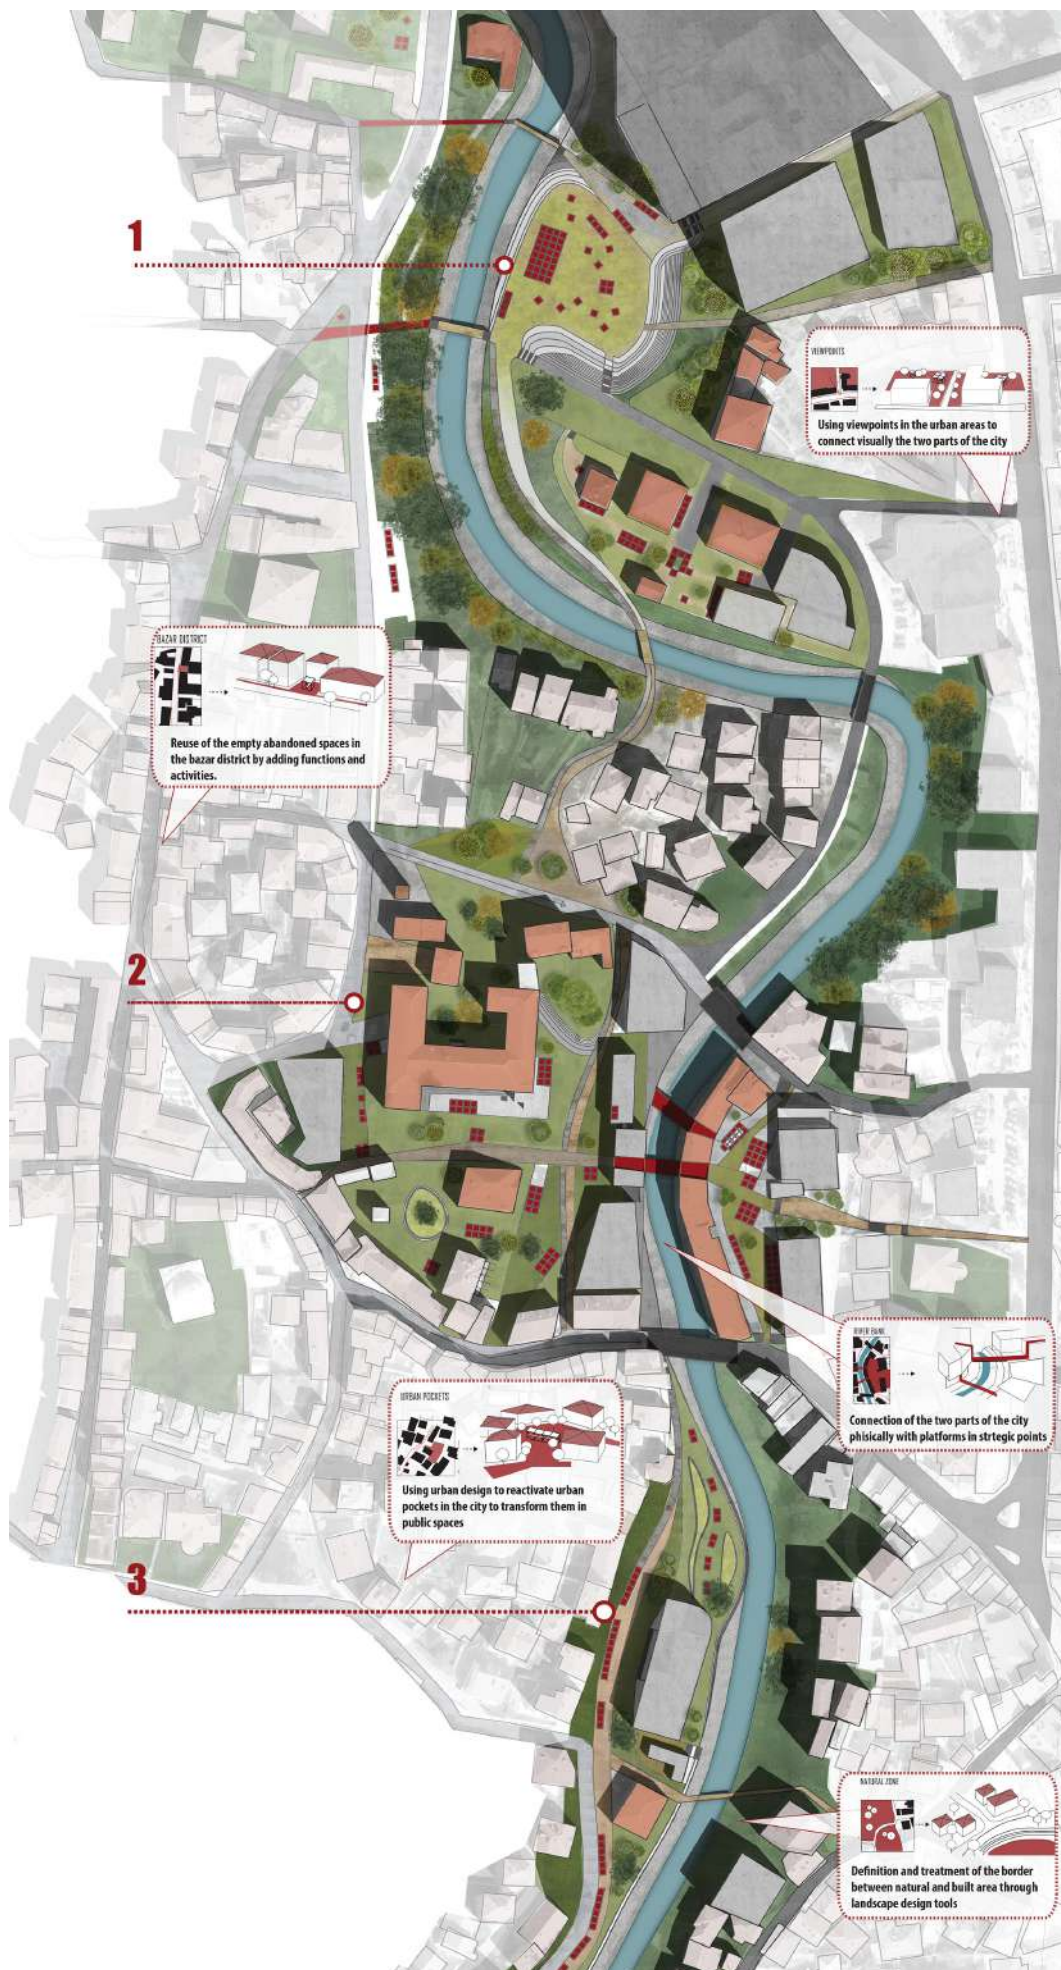 1
VIEWPOINTS
Using viewpoints in the urban areas to
connect visually the two parts of the city
BAZAR DISTRICT
Reuse of the empty abandoned spaces in
the bazar district by adding functions and
activities.
2
RIVER BANK
Connection of the two parts of the city
phisically with platforms in strtegic points
URBAN POCKETS
Using urban design to reactivate urban
pockets in the city to transform them in
public spaces
3
NATURAL ZONE
Definition and treatment of the border
between natural and built area through
landscape design tools